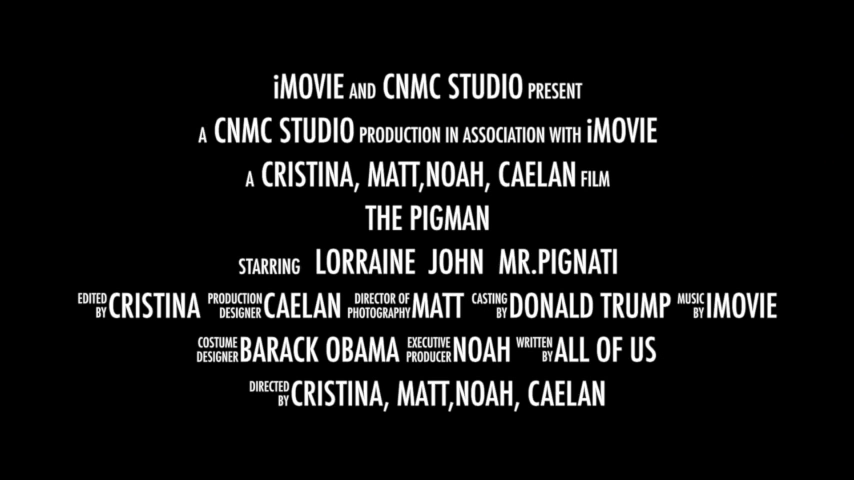 iMOVIE AND CNMC STUDIO PRESENT
A CNMC STUDIO PRODUCTION IN ASSOCIATION WITH iMOVIE
A CRISTINA, MATT,NOAH, CAELAN FILM
THE PIGMAN
STARRING LORRAINE JOHN MR.PIGNATI
EDITED BY CRISTINA PRODUCTION DESIGNER CAELAN DIRECTOR OF PHOTOGRAPHY MATT CASTING BY DONALD TRUMP MUSIC BY IMOVIE
COSTUME DESIGNER BARACK OBAMA EXECUTIVE PRODUCER NOAH WRITTEN BY ALL OF US
DIRECTED BY CRISTINA, MATT,NOAH, CAELAN